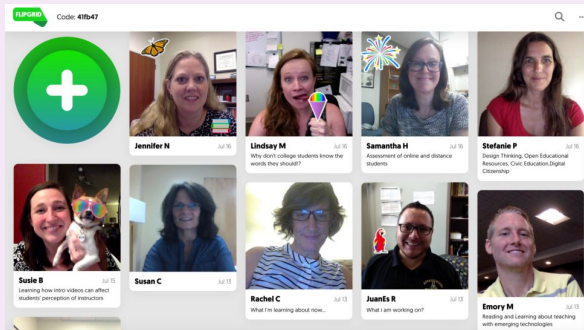 FLIPGRID
Code: 41fb47
Jennifer N Jul 16
Lindsay M Jul 16
Why don't college students know the
words they should!?
Samantha H Jul 16
Assessment of online and distance
students
Stefanie P Jul 16
Design Thinking, Open Educational
Resources, Civic Education,Digital
Citizenship
Susie B Jul 15
Learning how intro videos can affect
students' perception of instructors
Susan C Jul 13
Rachel C Jul 13
What I'm learning about now...
JuanEs R Jul 13
What I am working on?
Emory M Jul 13
Reading and Learning about teaching
with emerging technologies